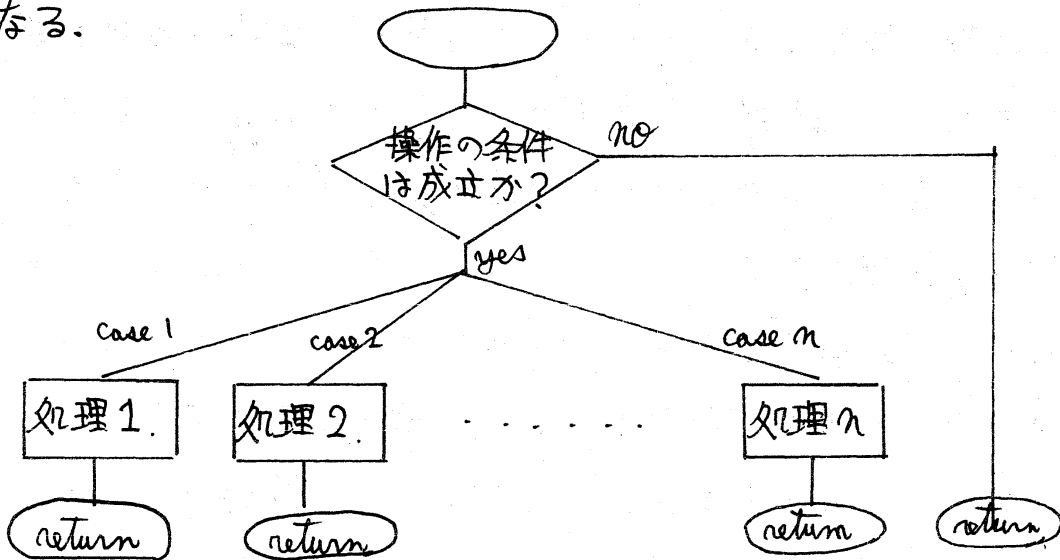 なる.
操作の条件
は成立か?
no
yes
case 1
case 2
case n
処理1.
処理2.
. . . . . .
処理n
return
return
return
return